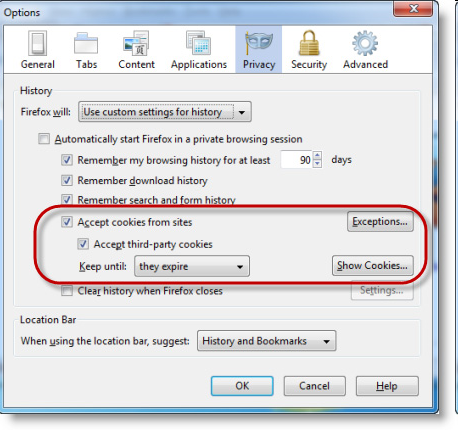 Options
General Tabs Content Applications Privacy Security Advanced
History
Firefox will: Use custom settings for history
Automatically start Firefox in a private browsing session
Remember my browsing history for at least 90 days
Remember download history
Remember search and form history
Accept cookies from sites Exceptions...
Accept third-party cookies
Keep until: they expire Show Cookies...
Clear history when Firefox closes Settings...
Location Bar
When using the location bar, suggest: History and Bookmarks
OK Cancel Help